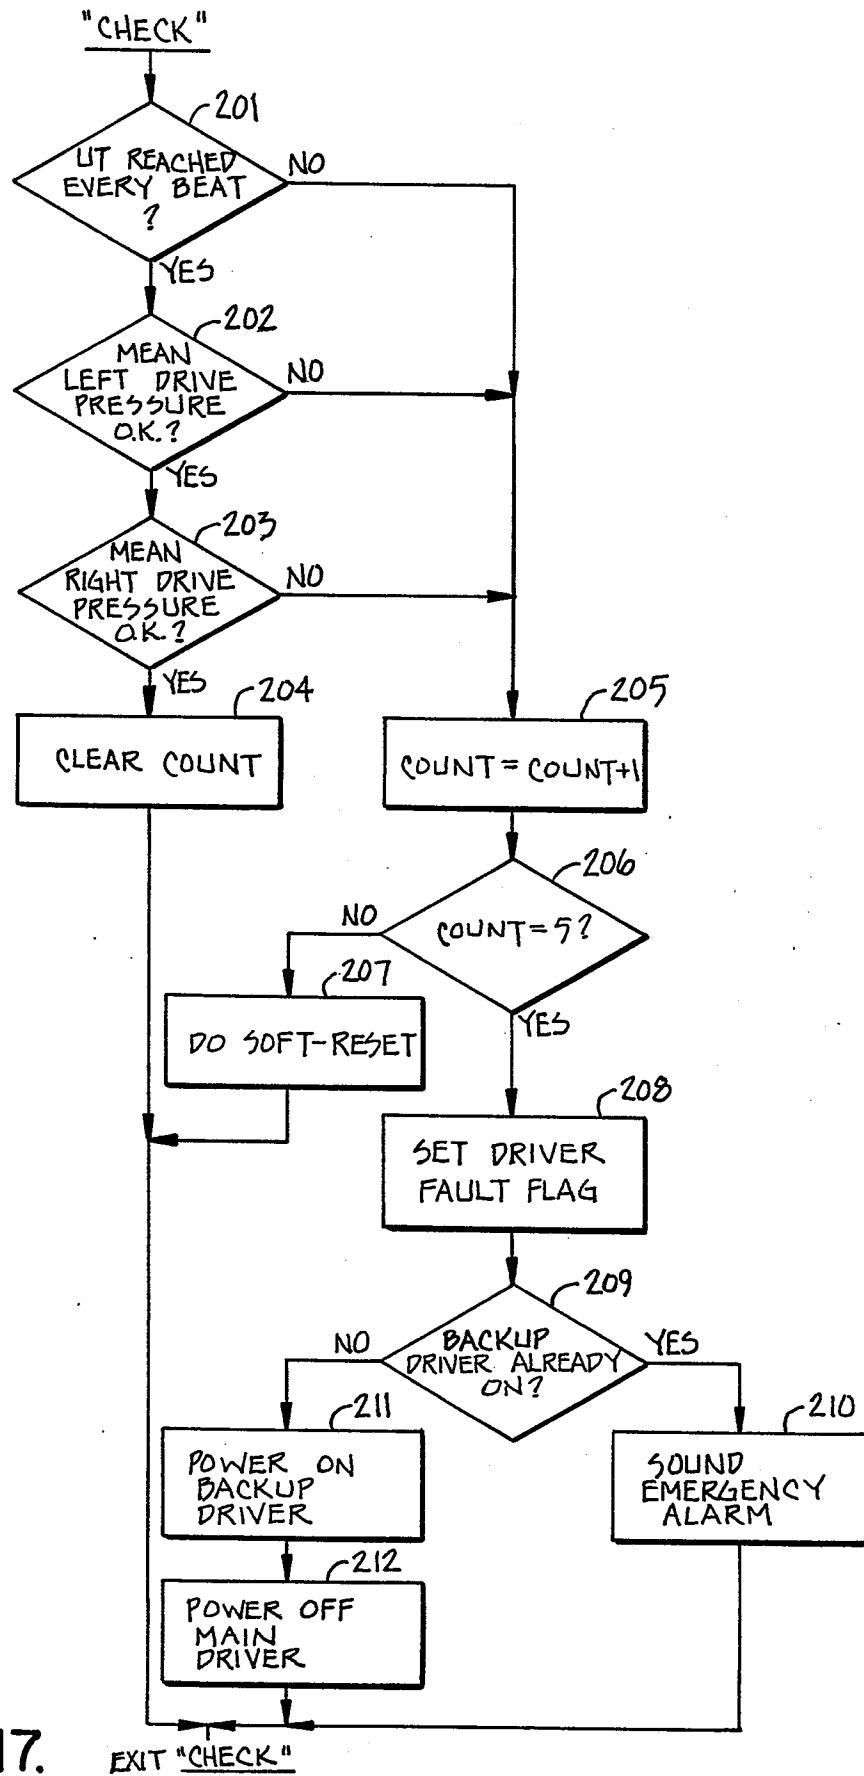 "CHECK"
201
UT REACHED
EVERY BEAT
?
NO
YES
202
MEAN
LEFT DRIVE
PRESSURE
O.K.?
NO
YES
203
MEAN
RIGHT DRIVE
PRESSURE
O.K.?
NO
YES
204
CLEAR COUNT
205
COUNT = COUNT+1
206
COUNT = 5?
NO
YES
207
DO SOFT-RESET
208
SET DRIVER
FAULT FLAG
209
BACKUP
DRIVER ALREADY
ON?
NO
YES
211
POWER ON
BACKUP
DRIVER
210
SOUND
EMERGENCY
ALARM
212
POWER OFF
MAIN
DRIVER
17.
EXIT "CHECK"